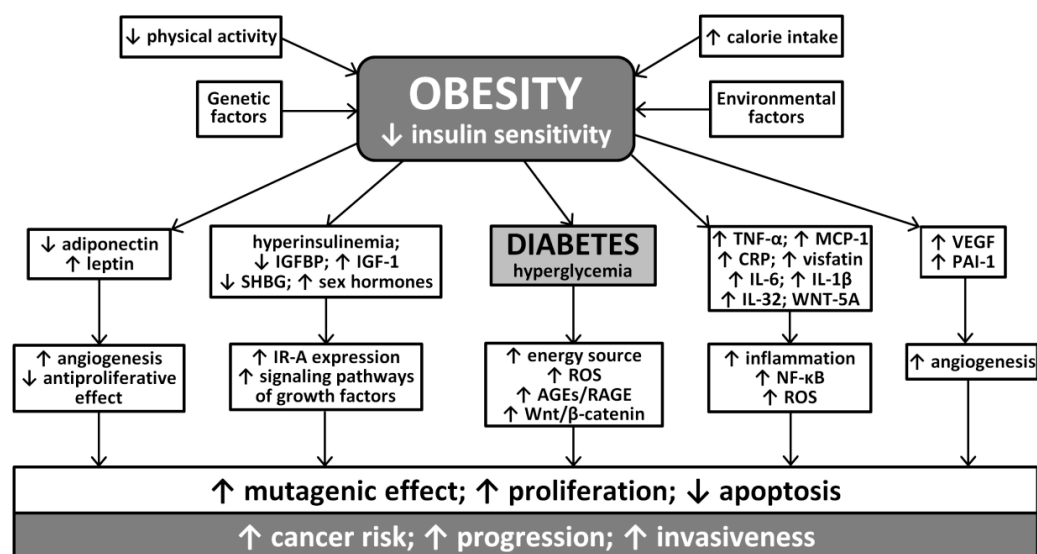 ↓ physical activity
↑ calorie intake
Genetic
factors
OBESITY
↓ insulin sensitivity
Environmental
factors
↓ adiponectin
↑ leptin
hyperinsulinemia;
↓ IGFBP; ↑ IGF-1
↓ SHBG; ↑ sex hormones
DIABETES
hyperglycemia
↑ TNF-α; ↑ MCP-1
↑ CRP; ↑ visfatin
↑ IL-6; ↑ IL-1β
↑ IL-32; WNT-5A
↑ VEGF
↑ PAI-1
↑ angiogenesis
↓ antiproliferative
effect
↑ IR-A expression
↑ signaling pathways
of growth factors
↑ energy source
↑ ROS
↑ AGEs/RAGE
↑ Wnt/β-catenin
↑ inflammation
↑ NF-κB
↑ ROS
↑ angiogenesis
↑ mutagenic effect; ↑ proliferation; ↓ apoptosis
↑ cancer risk; ↑ progression; ↑ invasiveness